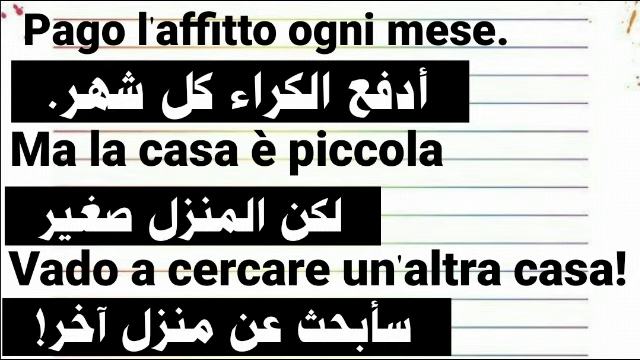 Pago l'affitto ogni mese.
أدفع الكراء كل شهر.
Ma la casa è piccola
لكن المنزل صغير
Vado a cercare un'altra casa!
سأبحث عن منزل آخر!